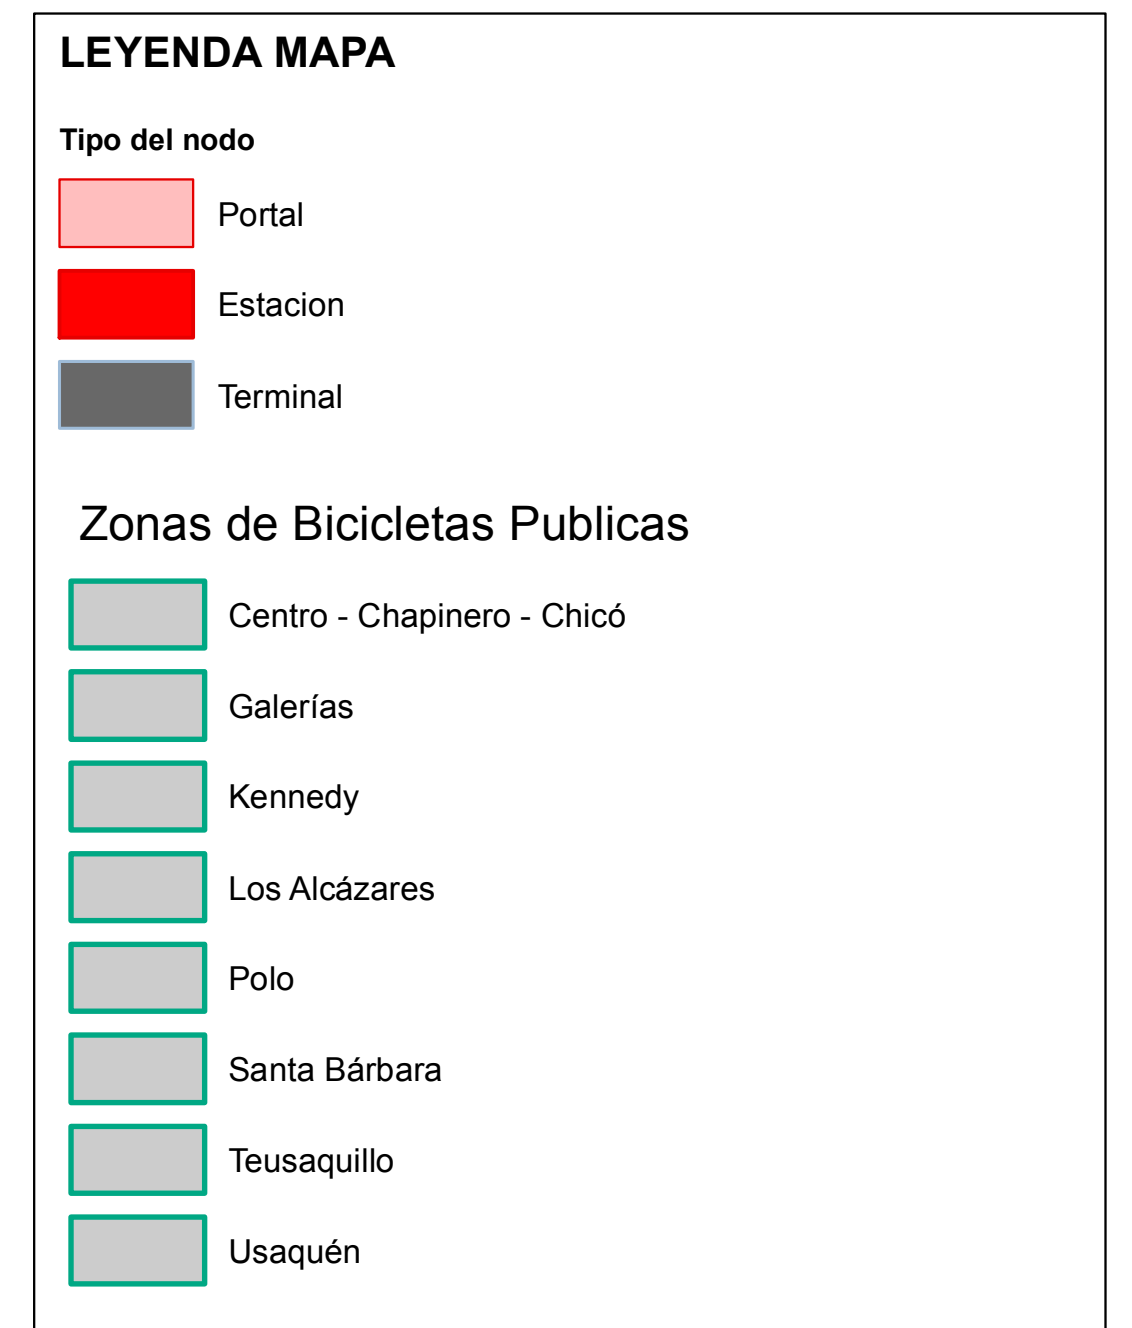 LEYENDA MAPA
Tipo del nodo
Portal
Estacion
Terminal
Zonas de Bicicletas Publicas
Centro - Chapinero - Chicó
Galerías
Kennedy
Los Alcázares
Polo
Santa Bárbara
Teusaquillo
Usaquén